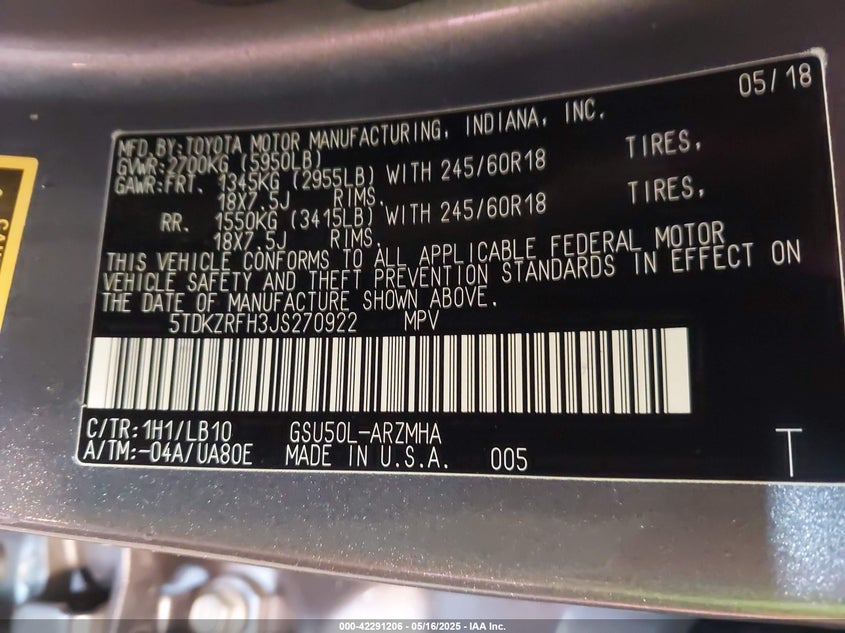 05/18
MFD.BY:TOYOTA MOTOR MANUFACTURING, INDIANA, INC.
GVWR:2700KG (5950LB)
GAWR:FRT. 1345KG (2955LB) WITH 245/60R18 TIRES,
18X7.5J RIMS.
RR. 1550KG (3415LB) WITH 245/60R18 TIRES,
18X7.5J RIMS.
THIS VEHICLE CONFORMS TO ALL APPLICABLE FEDERAL MOTOR
VEHICLE SAFETY AND THEFT PREVENTION STANDARDS IN EFFECT ON
THE DATE OF MANUFACTURE SHOWN ABOVE.
5TDKZRFH3JS270922 MPV
C/TR:1H1/LB10 GSU50L-ARZMHA
A/TM:-04A/UA80E MADE IN U.S.A. 005 T
000-42291206 - 05/16/2025 - IAA Inc.